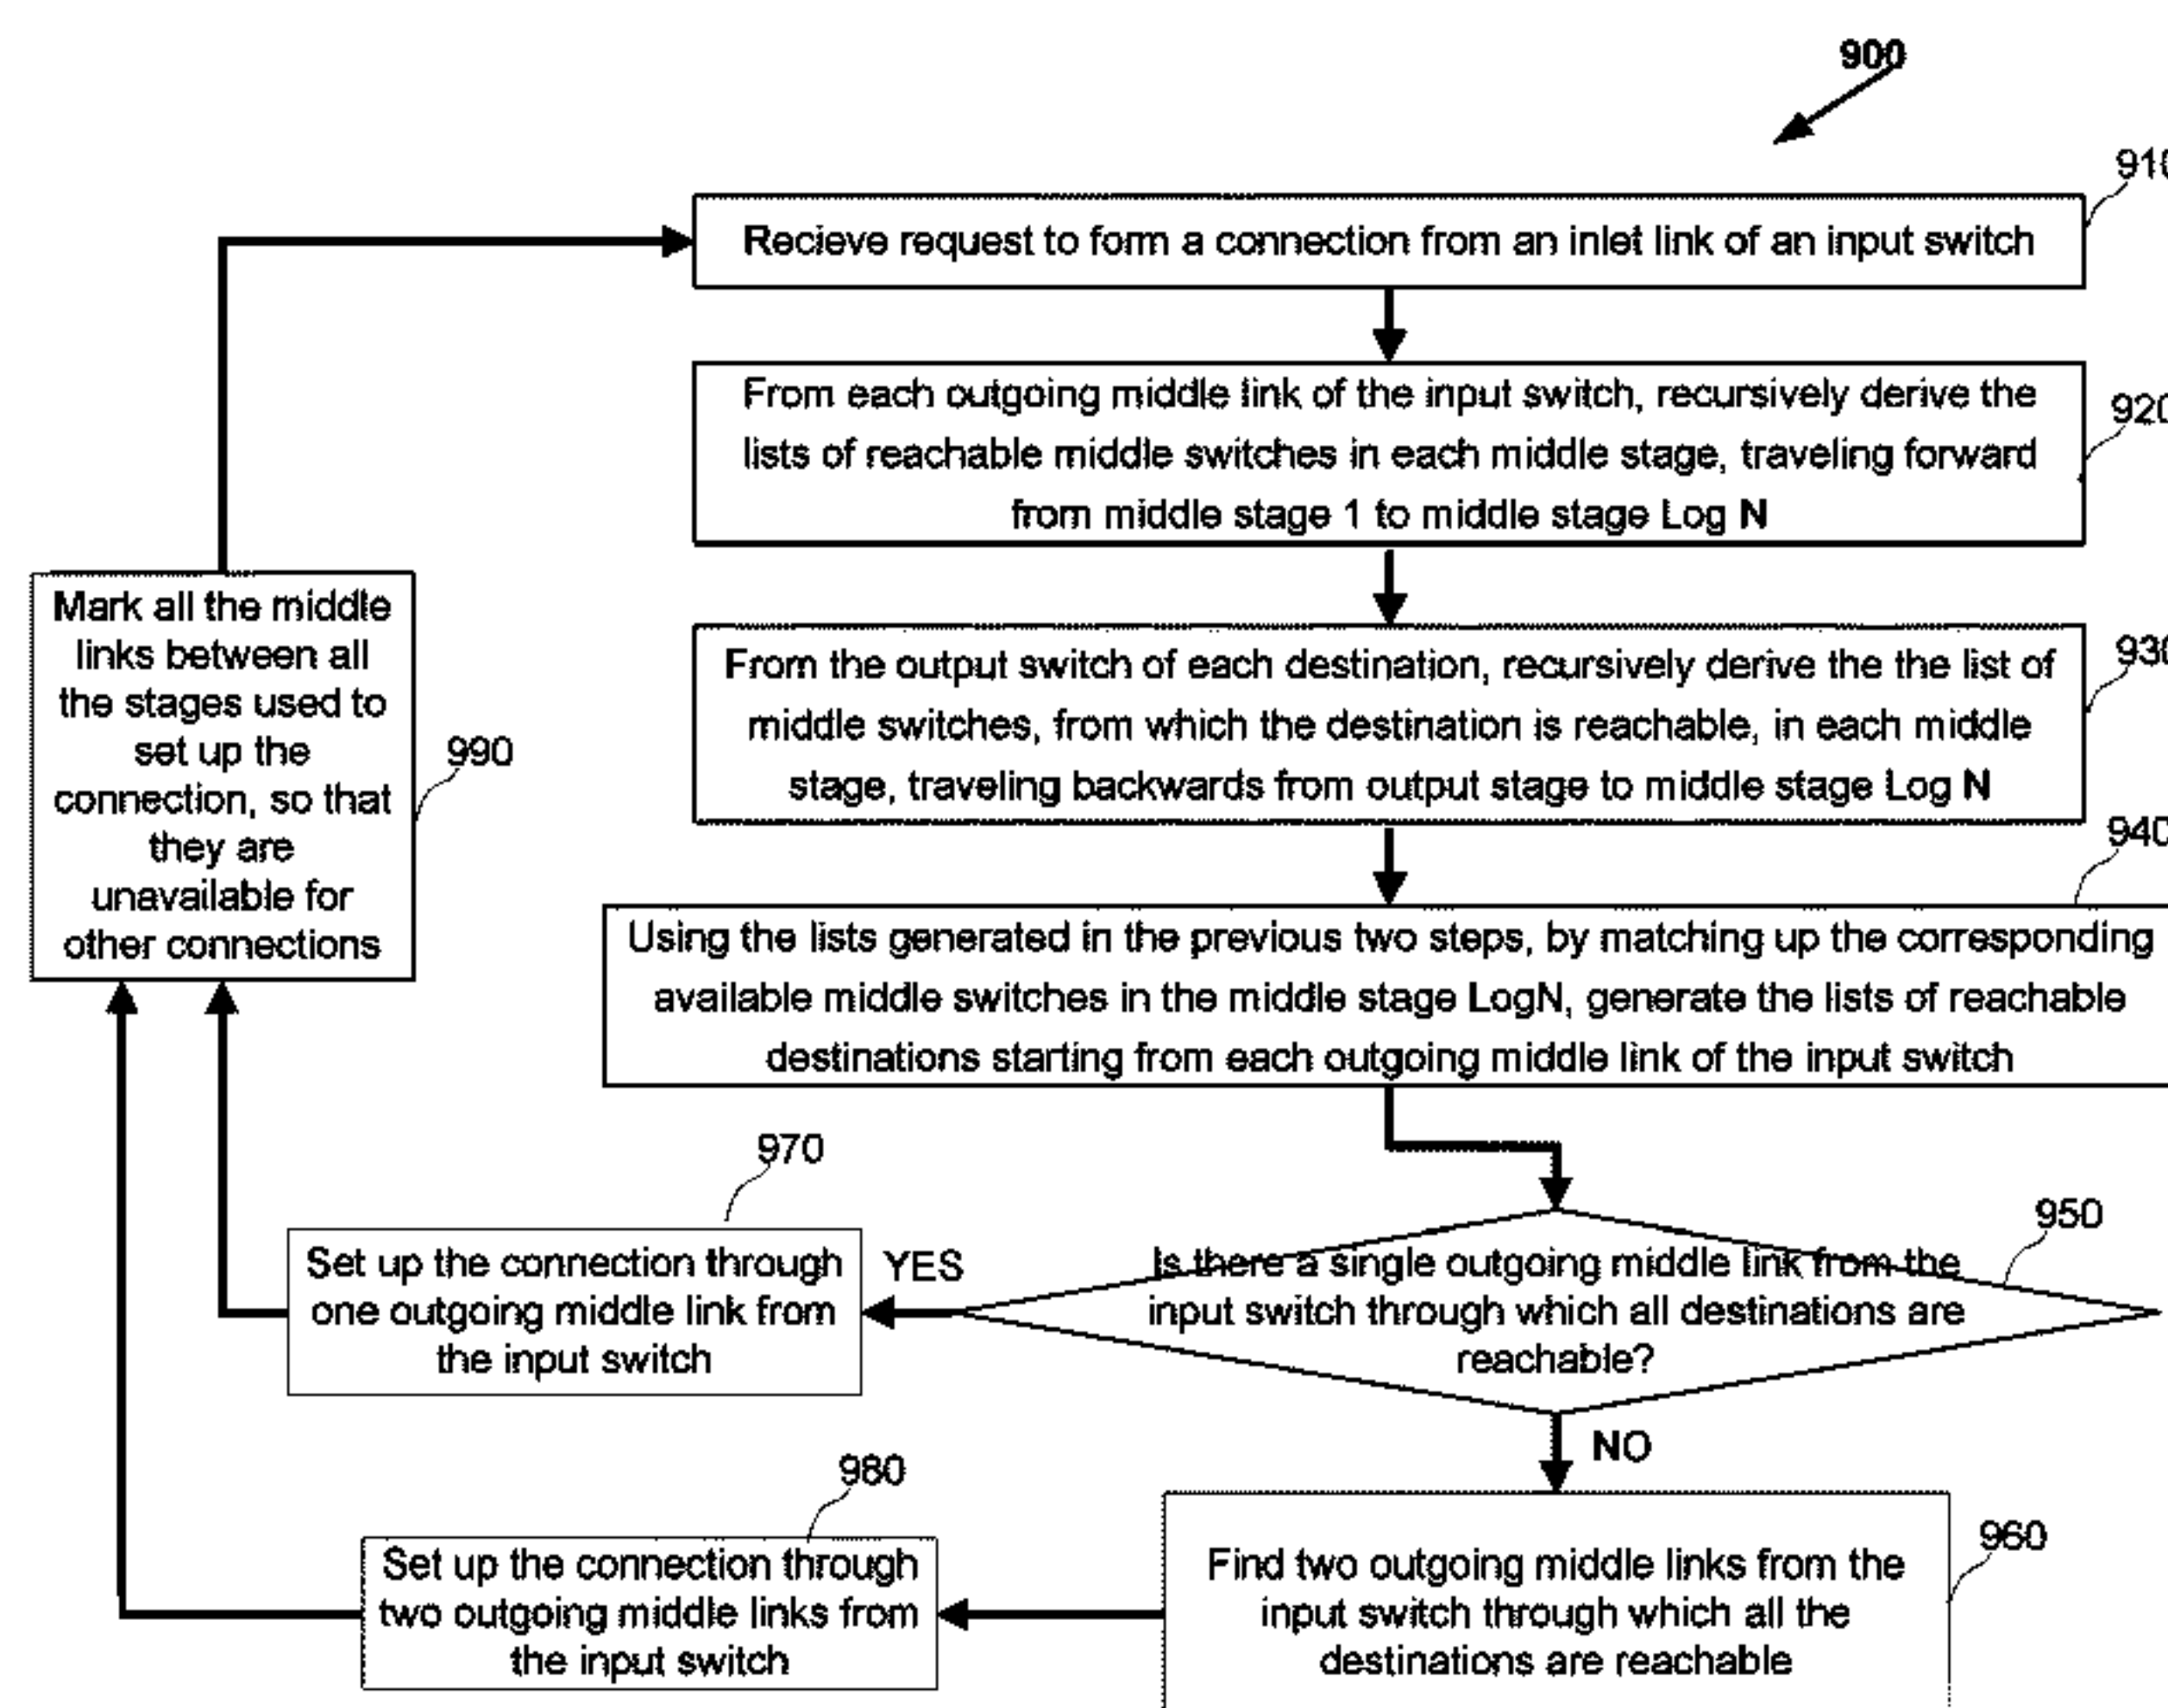 900
910
Recieve request to form a connection from an inlet link of an input switch
From each outgoing middle link of the input switch, recursively derive the
lists of reachable middle switches in each middle stage, traveling forward
from middle stage 1 to middle stage Log N
920
From the output switch of each destination, recursively derive the the list of
middle switches, from which the destination is reachable, in each middle
stage, traveling backwards from output stage to middle stage Log N
930
Mark all the middle
links between all
the stages used to
set up the
connection, so that
they are
unavailable for
other connections
990
940
Using the lists generated in the previous two steps, by matching up the corresponding
available middle switches in the middle stage LogN, generate the lists of reachable
destinations starting from each outgoing middle link of the input switch
970
Set up the connection through
one outgoing middle link from
the input switch
YES
950
Is there a single outgoing middle link from the
input switch through which all destinations are
reachable?
NO
980
Set up the connection through
two outgoing middle links from
the input switch
960
Find two outgoing middle links from the
input switch through which all the
destinations are reachable